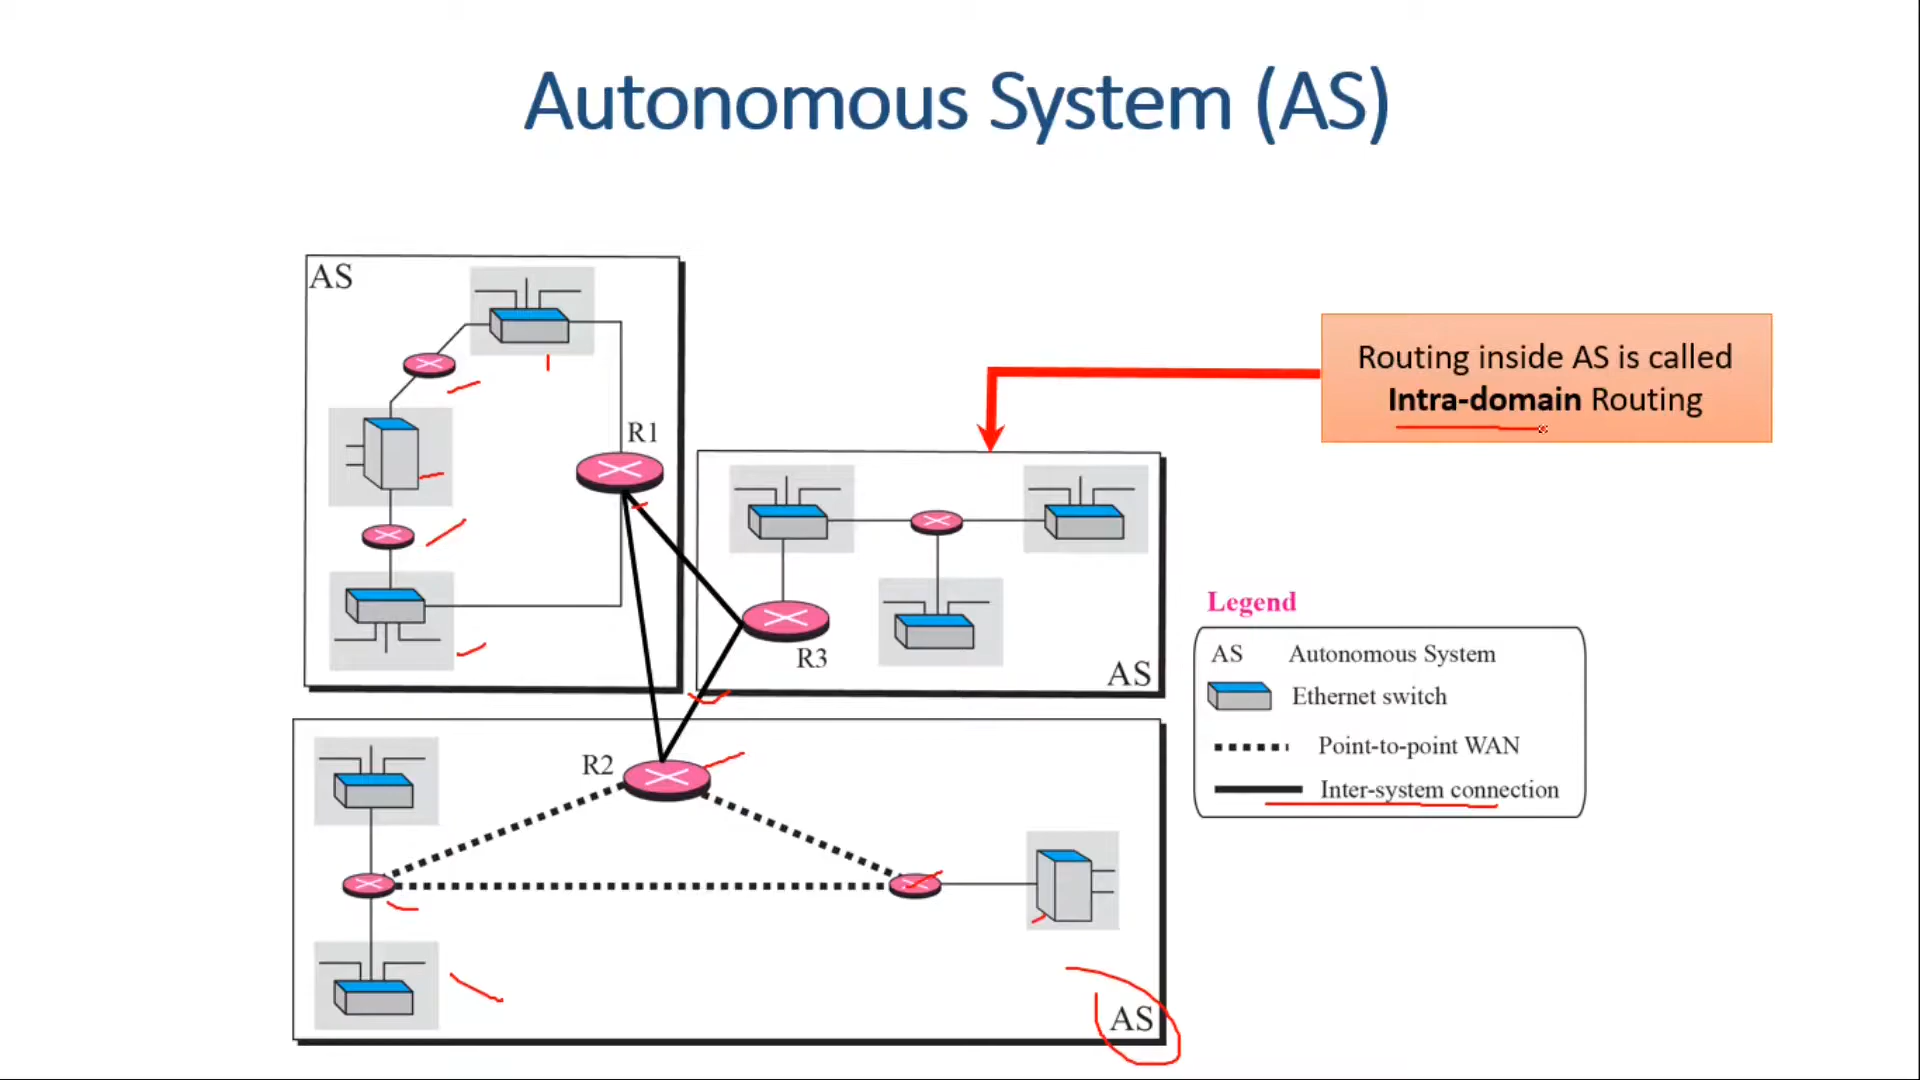 Autonomous System (AS)
AS
R1
Routing inside AS is called
Intra-domain Routing
R3
AS
Legend
AS Autonomous System
Ethernet switch
Point-to-point WAN
Inter-system connection
R2
AS